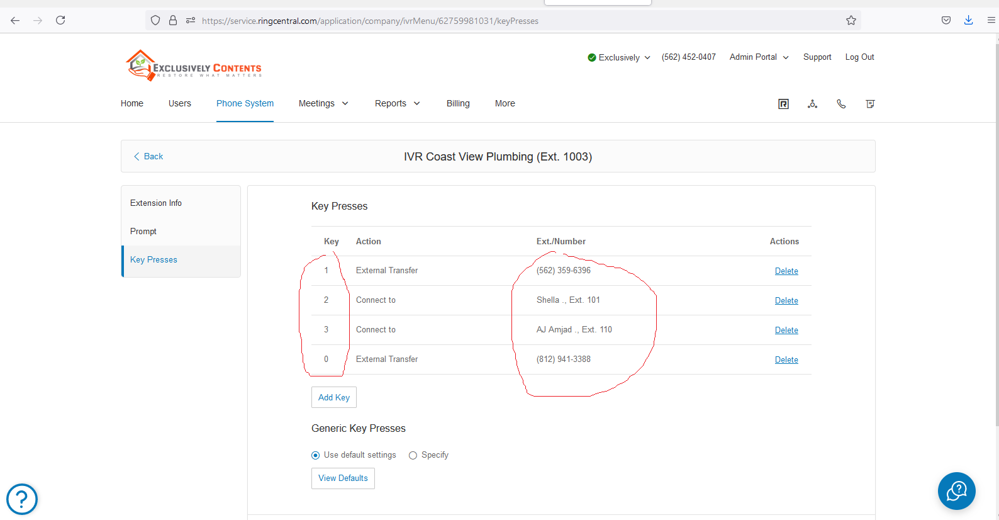 https://service.ringcentral.com/application/company/ivrMenu/62759981031/keyPresses
EXCLUSIVELY CONTENTS
RESTORE WHAT MATTERS
Exclusively (562) 452-0407 Admin Portal Support Log Out
Home Users Phone System Meetings Reports Billing More
Back IVR Coast View Plumbing (Ext. 1003)
Extension Info
Prompt
Key Presses
Key Presses
Key Action Ext./Number Actions
1 External Transfer (562) 359-6396 Delete
2 Connect to Shella ., Ext. 101 Delete
3 Connect to AJ Amjad ., Ext. 110 Delete
0 External Transfer (812) 941-3388 Delete
Add Key
Generic Key Presses
Use default settings Specify
View Defaults